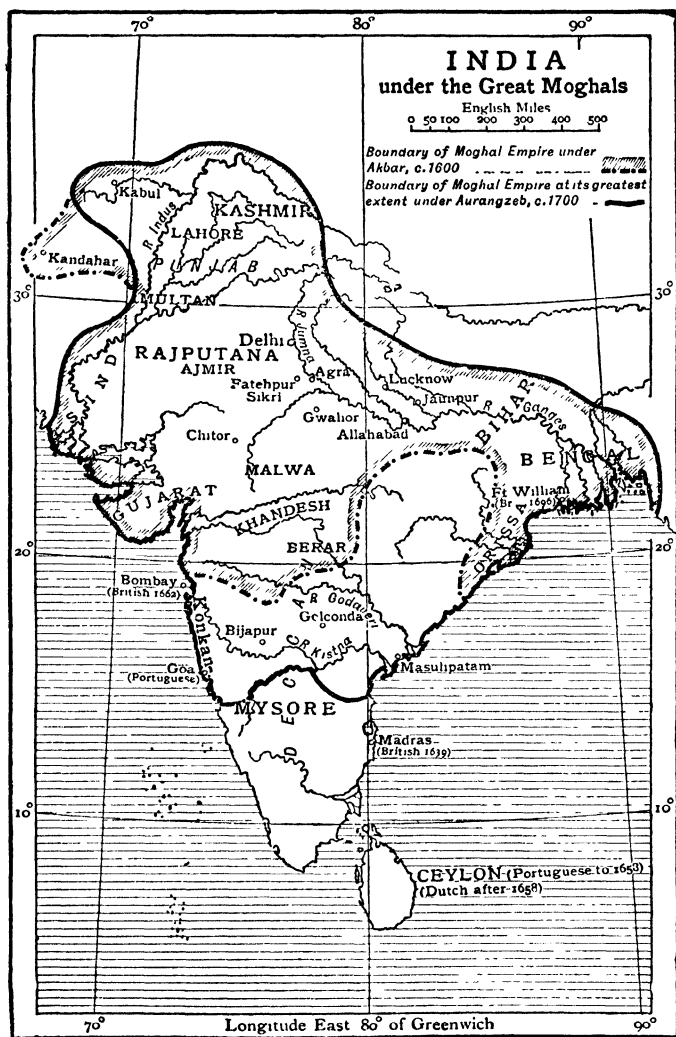 70°
80°
90°
INDIA
under the Great Moghals
English Miles
0 50 100 200 300 400 500
Boundary of Moghal Empire under
Akbar, c.1600
Boundary of Moghal Empire at its greatest
extent under Aurangzeb, c.1700
Kabul
R Indus
KASHMIR
LAHORE
Kandahar
PUNJAB
30°
MULTAN
30°
Delhi
R Jumna
RAJPUTANA
AJMIR
Agra
Fatehpur
Sikri
Lucknow
SIND
Jaunpur
R Ganges
BIHAR
Gwalior
Allahabad
Chitor
BENGAL
MALWA
GUJARAT
Ft William
(Br 1696)
KHANDESH
ORISSA
BERAR
20°
20°
Bombay
(British 1662)
R Godaveri
Konkan
Golconda
Bijapur
R Kistna
DECCAN
Goa
(Portuguese)
Masulipatam
MYSORE
Madras
(British 1639)
10°
10°
CEYLON (Portuguese to 1658)
(Dutch after 1658)
70°
Longitude East 80° of Greenwich
90°